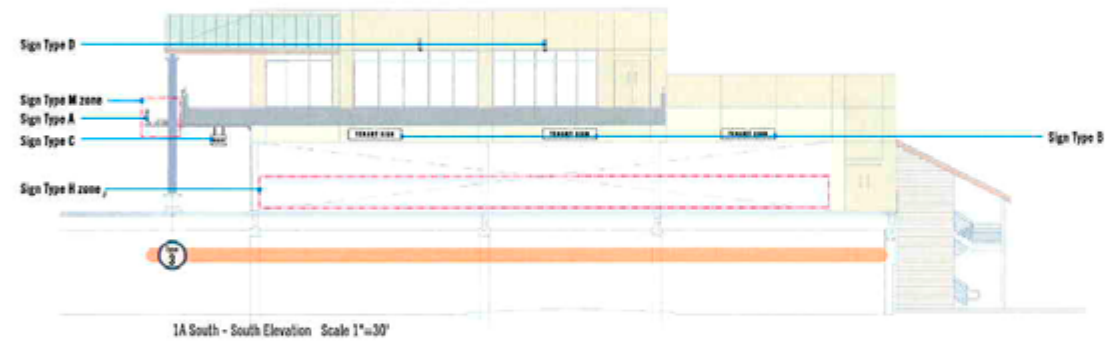 Sign Type D
Sign Type M zone
Sign Type A
Sign Type C
TENANT SIGN
TENANT SIGN
TENANT SIGN
Sign Type B
Sign Type H zone
3
1A South - South Elevation Scale 1"=30'